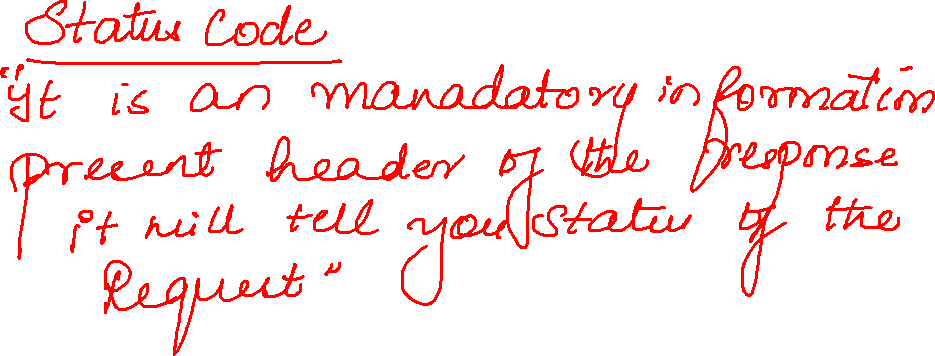 Status Code
"It is an manadatory information
precent header of the response
it will tell you status of the
Request"